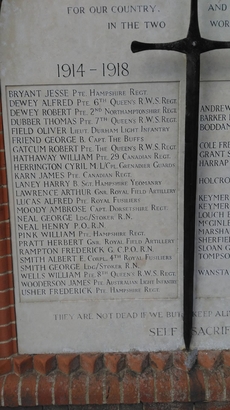 FOR OUR COUNTRY. AND
IN THE TWO WOR
1914 - 1918
BRYANT JESSE PTE. HAMPSHIRE REGT.
DEWEY ALFRED PTE. 6TH QUEEN'S R.W.S. REGT
DEWEY ROBERT PTE. 2ND NORTHAMPTONSHIRE REGT
DUBBER THOMAS PTE. 7TH QUEEN'S R.W.S. REGT.
FIELD OLIVER LIEUT. DURHAM LIGHT INFANTRY
FRIEND GEORGE B. CAPT. THE BUFFS
GATCUM ROBERT PTE. THE QUEEN'S R.W.S. REGT
HATHAWAY WILLIAM PTE. 29 CANADIAN REGT.
HERRINGTON CYRIL M. GRENADIER GUARDS
KARN JAMES PTE. CANADIAN REGT.
LANEY HARRY B. SGT. HAMPSHIRE YEOMANRY
LAWRENCE ARTHUR GNR. ROYAL FIELD ARTILLERY
LUCAS ALFRED PTE. ROYAL FUSILIERS
MOODY AMBROSE CAPT. DORSETSHIRE REGT.
NEAL GEORGE LDG/STOKER R.N.
NEAL HENRY P.O. R.N.
PINK WILLIAM PTE. HAMPSHIRE REGT.
PRATT HERBERT GNR. ROYAL FIELD ARTILLERY
RAMPTON FREDERICK G. C.P.O. R.N.
SMITH ALBERT E. CORPL. 4TH ROYAL FUSILIERS
SMITH GEORGE LDG/STOKER R.N.
WELLS WILLIAM PTE. 8TH QUEEN'S R.W.S. REGT.
WOODERSON JAMES PTE. AUSTRALIAN LIGHT INFANTRY
USHER FREDERICK PTE. HAMPSHIRE REGT.
ANDREW
BARKER
BODDAN
COLE FRE
GRANT S
HARRAP
HOLCRO
KEYMER
KEYMER
LOUCH
MCGINLE
MARSHA
SHERFIE
SLOAN G
TOMPSO
WANSTA
THEY ARE NOT DEAD IF WE BUT K
SELF SACRIF